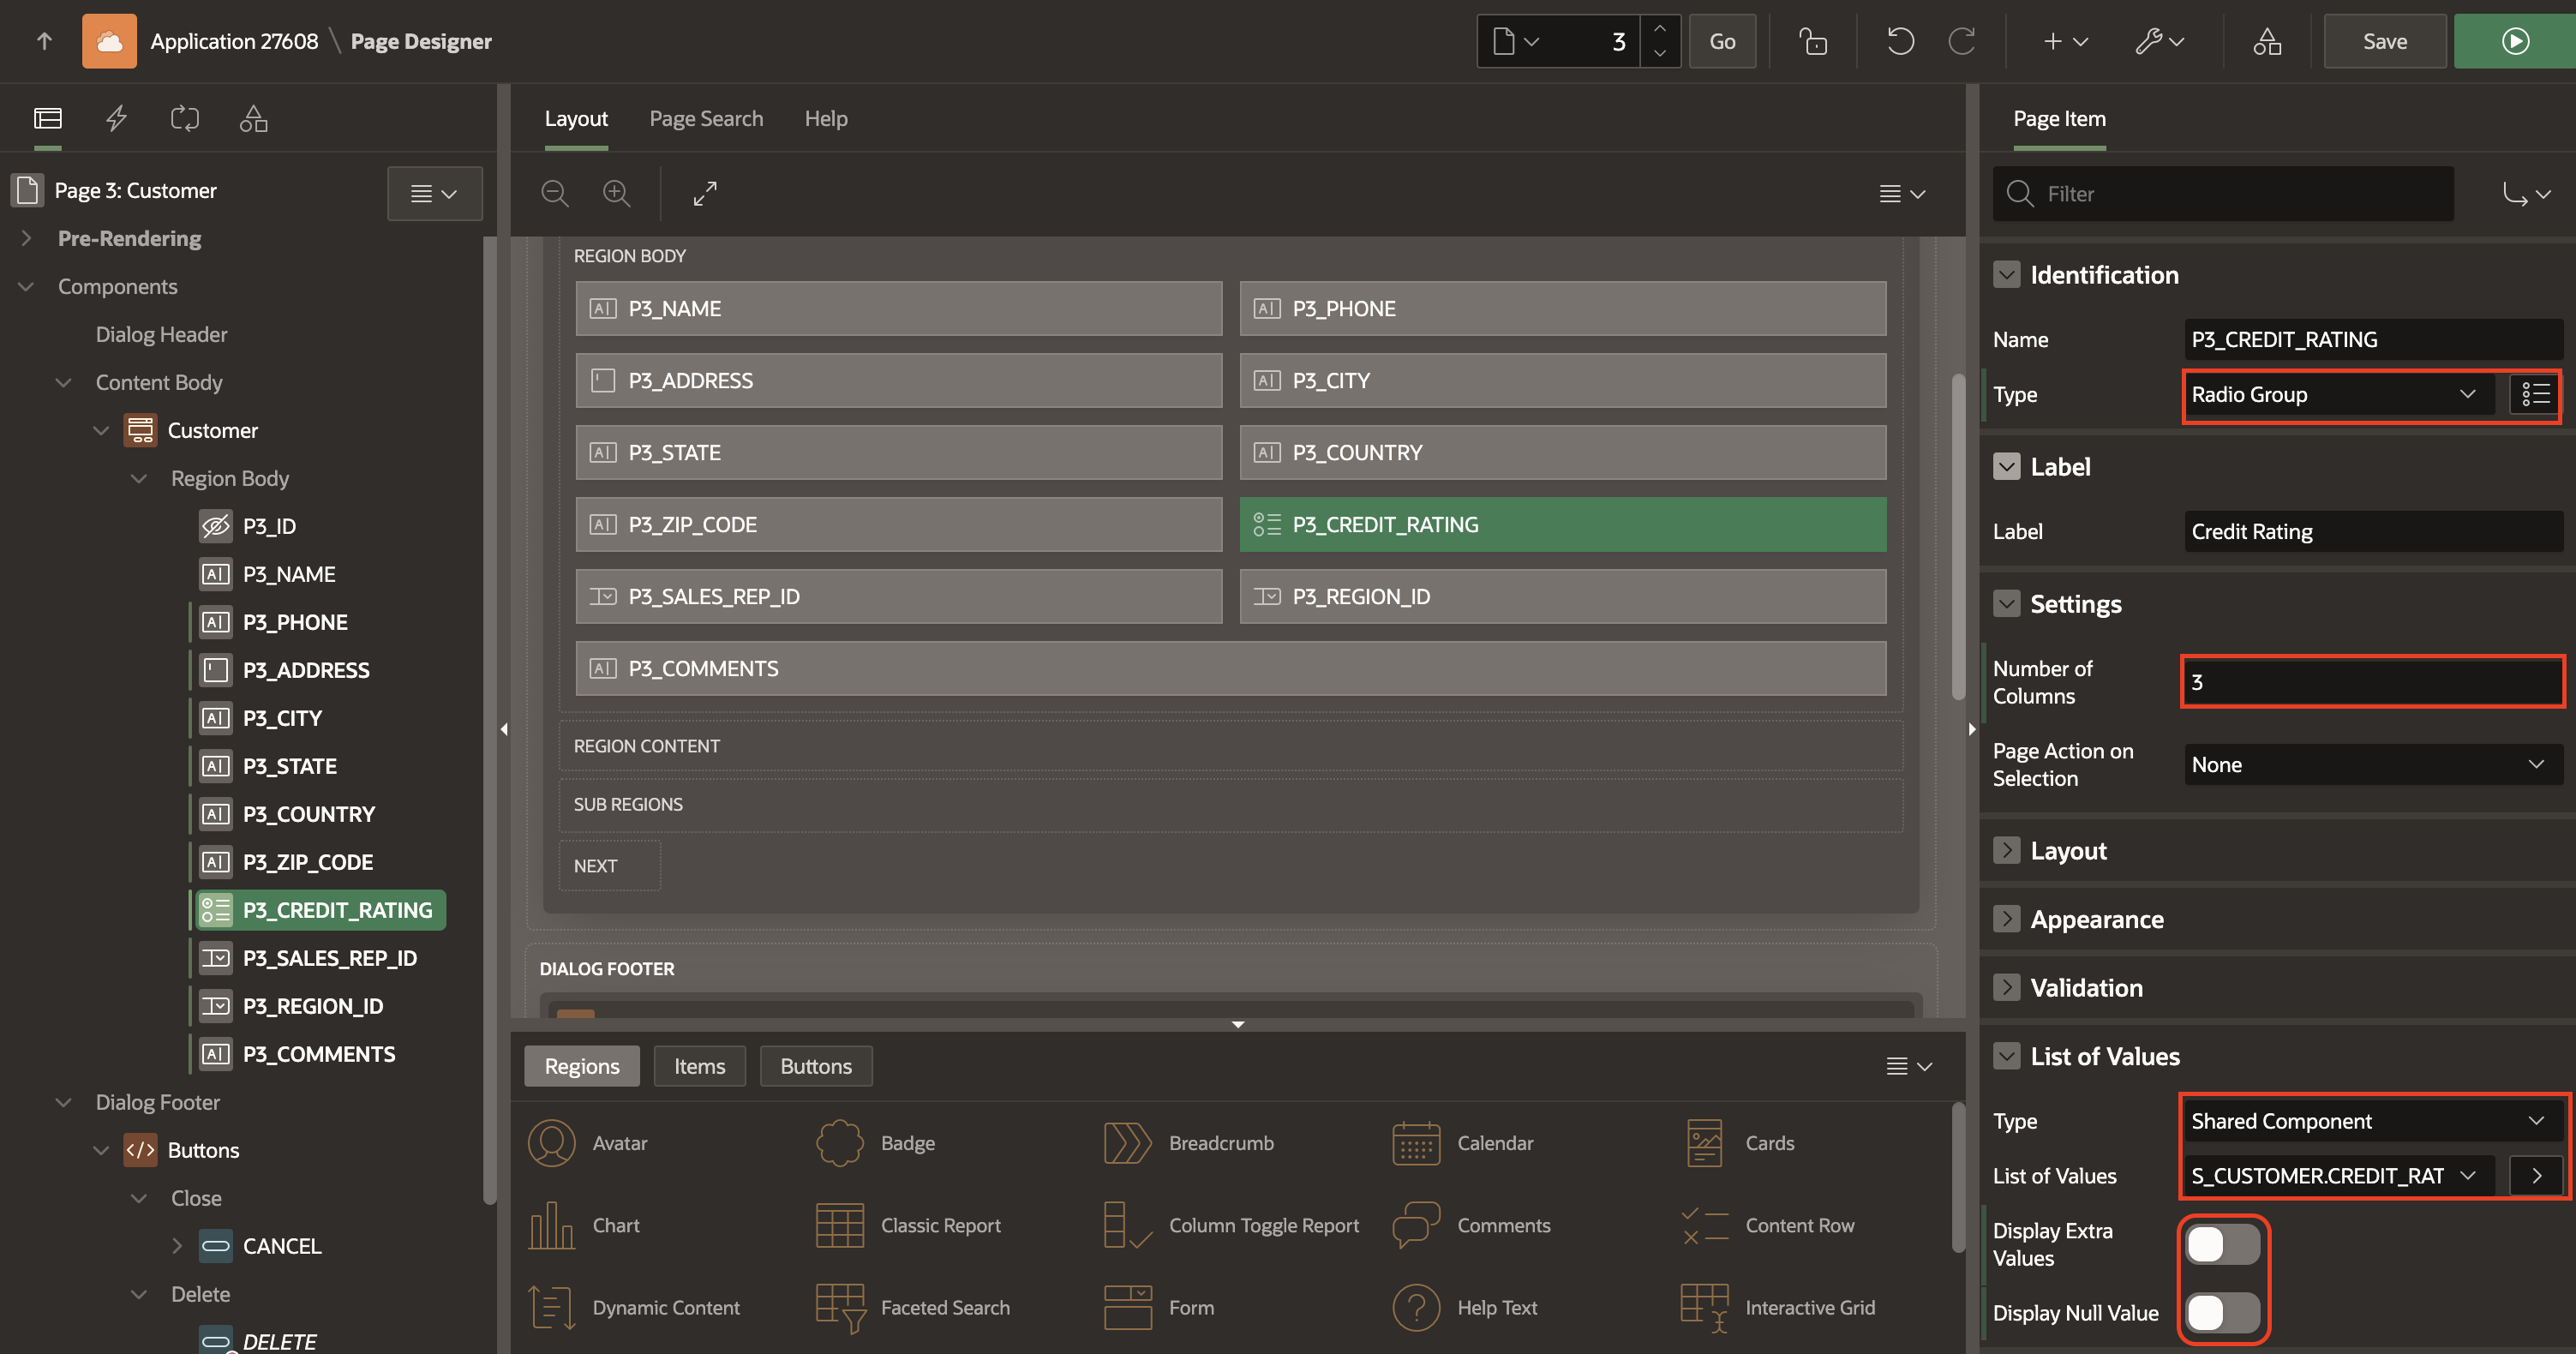 Application 27608 \ Page Designer
3
Go
Save
Page 3: Customer
Pre-Rendering
Components
Dialog Header
Content Body
Customer
Region Body
P3_ID
P3_NAME
P3_PHONE
P3_ADDRESS
P3_CITY
P3_STATE
P3_COUNTRY
P3_ZIP_CODE
P3_CREDIT_RATING
P3_SALES_REP_ID
P3_REGION_ID
P3_COMMENTS
Dialog Footer
Buttons
Close
CANCEL
Delete
DELETE
Layout Page Search Help
REGION BODY
P3_NAME P3_PHONE
P3_ADDRESS P3_CITY
P3_STATE P3_COUNTRY
P3_ZIP_CODE P3_CREDIT_RATING
P3_SALES_REP_ID P3_REGION_ID
P3_COMMENTS
REGION CONTENT
SUB REGIONS
NEXT
DIALOG FOOTER
Regions Items Buttons
Avatar Badge Breadcrumb Calendar Cards
Chart Classic Report Column Toggle Report Comments Content Row
Dynamic Content Faceted Search Form Help Text Interactive Grid
Page Item
Filter
Identification
Name P3_CREDIT_RATING
Type Radio Group
Label
Label Credit Rating
Settings
Number of
Columns
3
Page Action on
Selection
None
Layout
Appearance
Validation
List of Values
Type Shared Component
List of Values S_CUSTOMER.CREDIT_RAT
Display Extra
Values
Display Null Value